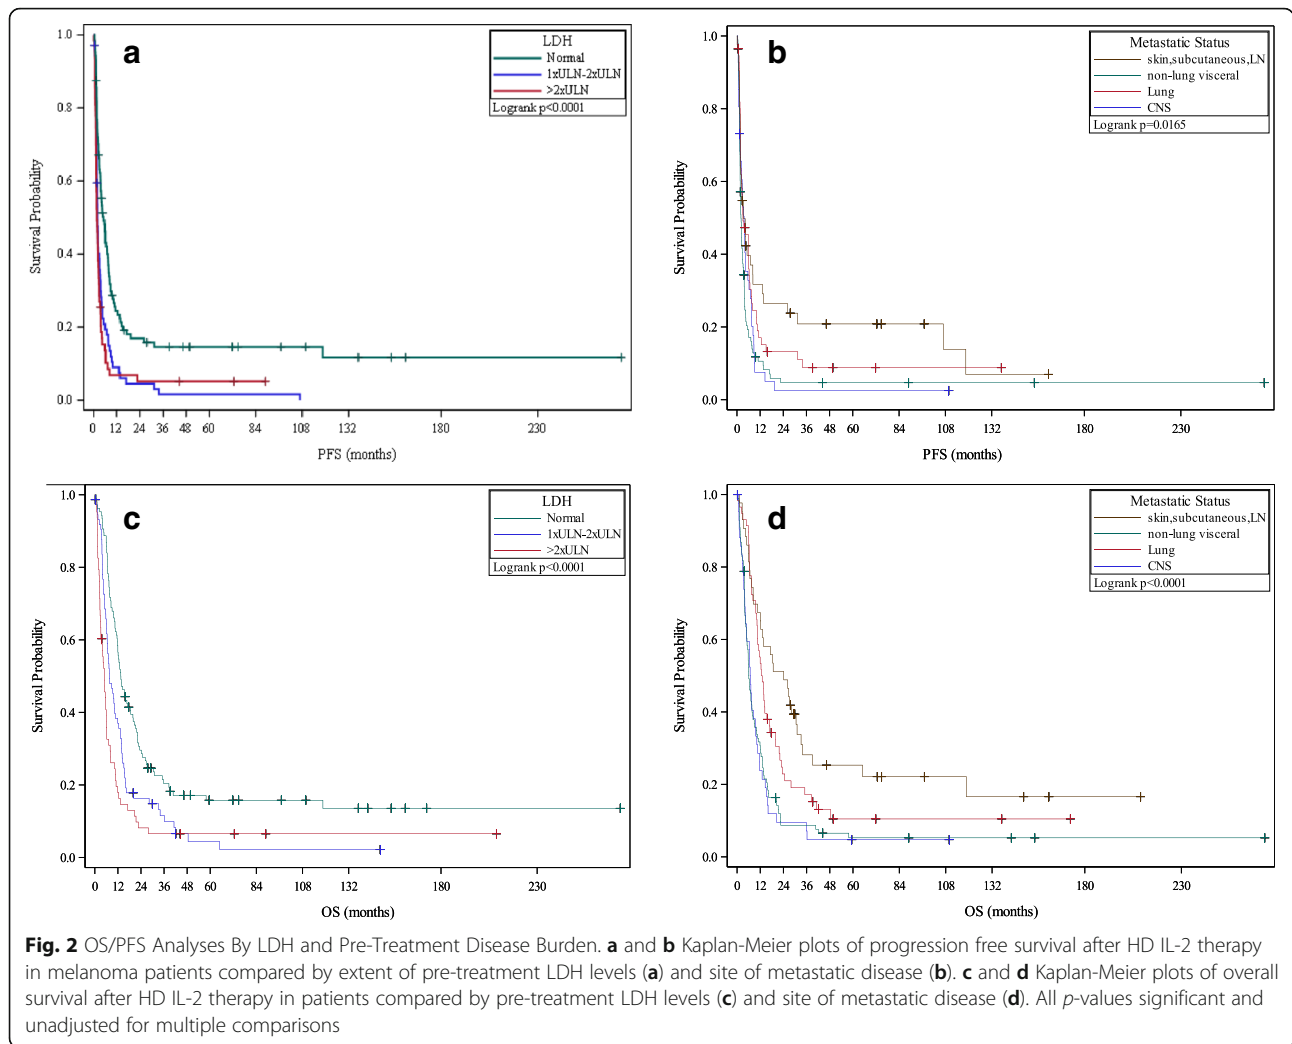 a
LDH
Normal
1xULN-2xULN
>2xULN
Logrank p<0.0001
Survival Probability
1.0
0.8
0.6
0.4
0.2
0.0
0 12 24 36 48 60 84 108 132 180 230
PFS (months)
b
Metastatic Status
skin,subcutaneous,LN
non-lung visceral
Lung
CNS
Logrank p=0.0165
Survival Probability
1.0
0.8
0.6
0.4
0.2
0.0
0 12 24 36 48 60 84 108 132 180 230
PFS (months)
c
LDH
Normal
1xULN-2xULN
>2xULN
Logrank p<0.0001
Survival Probability
1.0
0.8
0.6
0.4
0.2
0.0
0 12 24 36 48 60 84 108 132 180 230
OS (months)
d
Metastatic Status
skin,subcutaneous,LN
non-lung visceral
Lung
CNS
Logrank p<0.0001
Survival Probability
1.0
0.8
0.6
0.4
0.2
0.0
0 12 24 36 48 60 84 108 132 180 230
OS (months)
Fig. 2 OS/PFS Analyses By LDH and Pre-Treatment Disease Burden. a and b Kaplan-Meier plots of progression free survival after HD IL-2 therapy
in melanoma patients compared by extent of pre-treatment LDH levels (a) and site of metastatic disease (b). c and d Kaplan-Meier plots of overall
survival after HD IL-2 therapy in patients compared by pre-treatment LDH levels (c) and site of metastatic disease (d). All p-values significant and
unadjusted for multiple comparisons